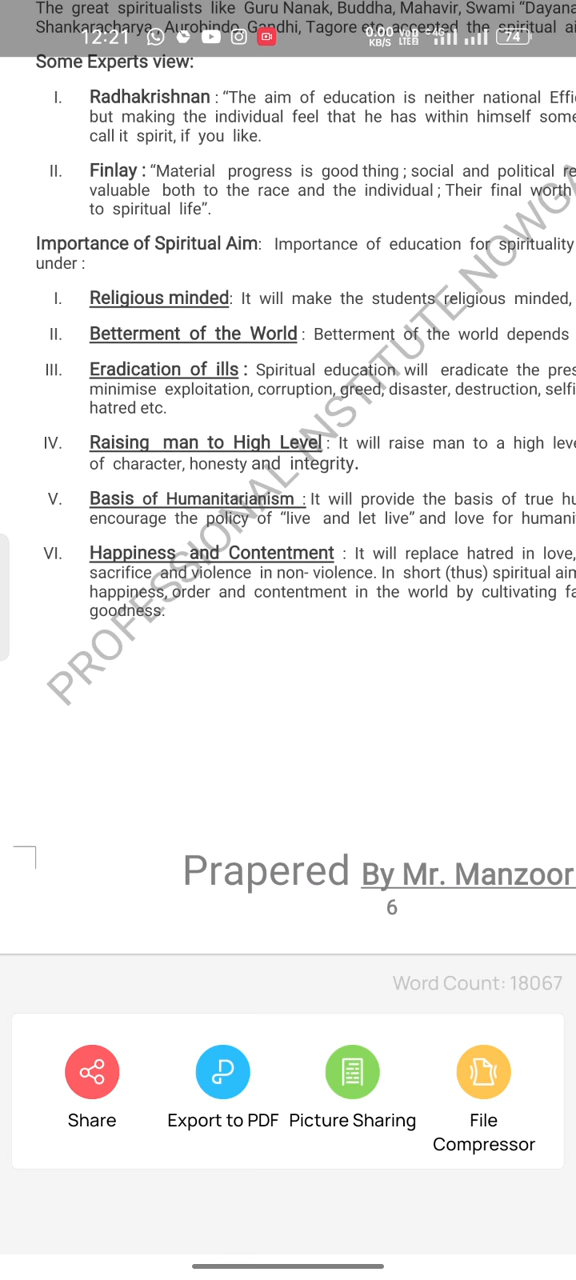 The great spiritualists like Guru Nanak, Buddha, Mahavir, Swami “Dayana
Shankaracharya, Aurobindo, Gandhi, Tagore etc. accepted the spiritual ai
12:21 0.00 KB/S VoD LTE 4G 74
Some Experts view:
I. Radhakrishnan : “The aim of education is neither national Effi
but making the individual feel that he has within himself some
call it spirit, if you like.
II. Finlay : “Material progress is good thing ; social and political re
valuable both to the race and the individual ; Their final worth
to spiritual life”.
Importance of Spiritual Aim: Importance of education for spirituality
under :
I. Religious minded: It will make the students religious minded,
II. Betterment of the World : Betterment of the world depends
III. Eradication of ills : Spiritual education will eradicate the pres
minimise exploitation, corruption, greed, disaster, destruction, selfi
hatred etc.
IV. Raising man to High Level : It will raise man to a high leve
of character, honesty and integrity.
V. Basis of Humanitarianism : It will provide the basis of true hu
encourage the policy of “live and let live” and love for humani
VI. Happiness and Contentment : It will replace hatred in love,
sacrifice and violence in non- violence. In short (thus) spiritual aim
happiness, order and contentment in the world by cultivating fa
goodness.
PROFESSIONAL INSTITUTE NOWGA
Prapered By Mr. Manzoor
6
Word Count: 18067
Share Export to PDF Picture Sharing File
Compressor